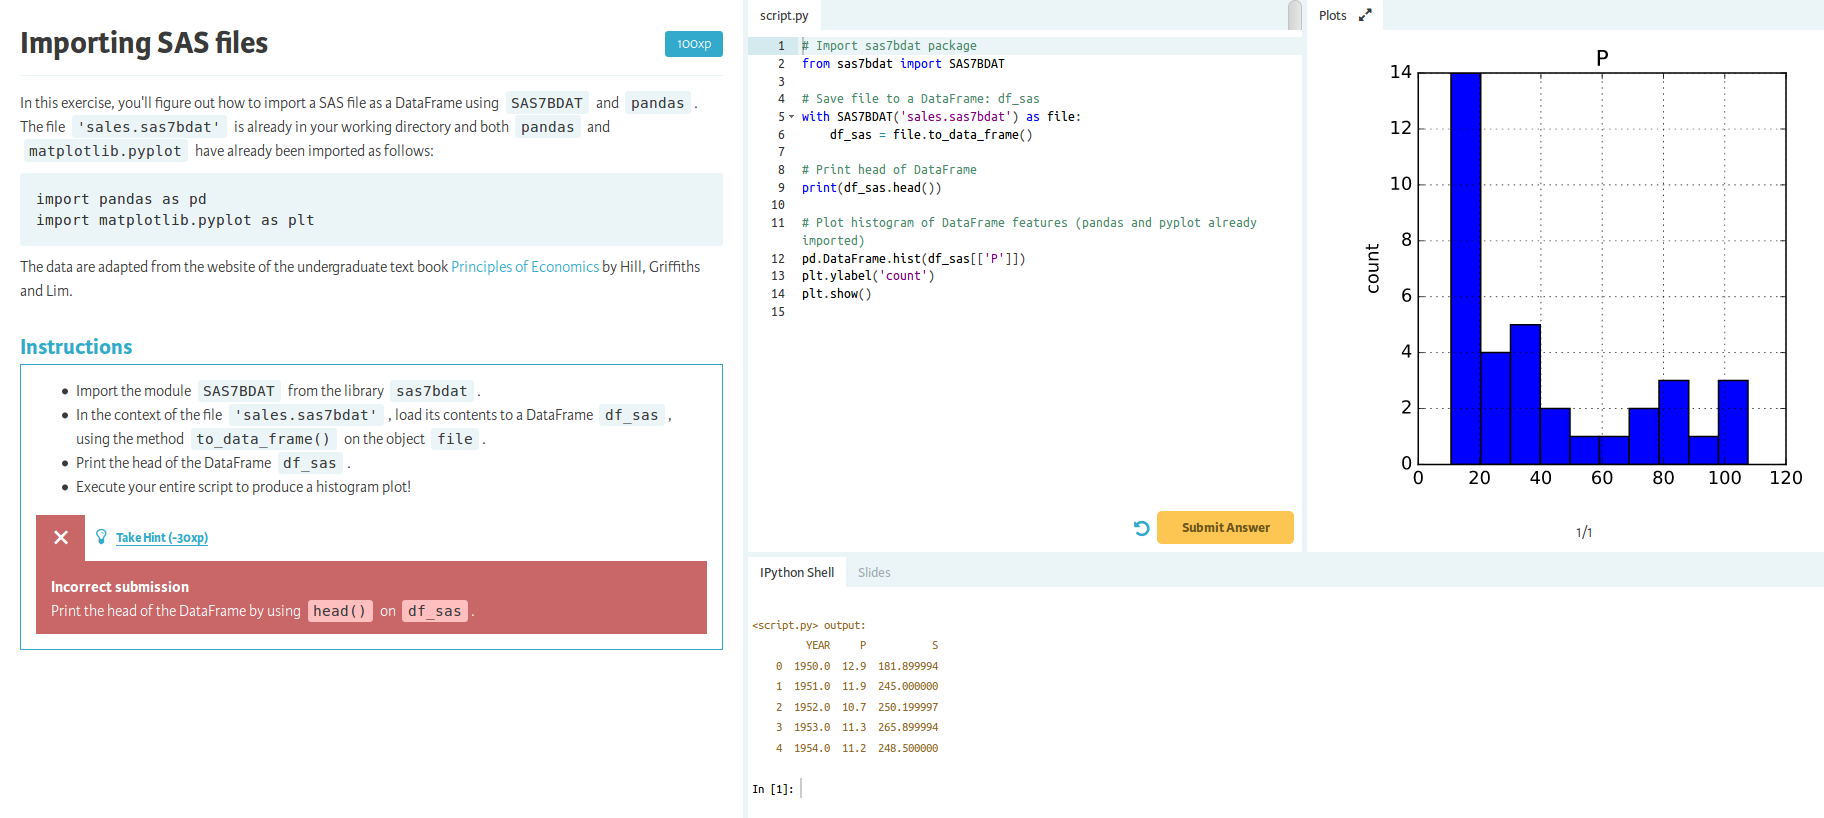 Importing SAS files
100xp
In this exercise, you'll figure out how to import a SAS file as a DataFrame using SAS7BDAT and pandas .
The file 'sales.sas7bdat' is already in your working directory and both pandas and
matplotlib.pyplot have already been imported as follows:
import pandas as pd
import matplotlib.pyplot as plt
The data are adapted from the website of the undergraduate text book Principles of Economics by Hill, Griffiths
and Lim.
Instructions
• Import the module SAS7BDAT from the library sas7bdat .
• In the context of the file 'sales.sas7bdat' , load its contents to a DataFrame df_sas ,
using the method to_data_frame() on the object file .
• Print the head of the DataFrame df_sas .
• Execute your entire script to produce a histogram plot!
Take Hint (-30xp)
Incorrect submission
Print the head of the DataFrame by using head() on df_sas .
script.py
1 # Import sas7bdat package
2 from sas7bdat import SAS7BDAT
3
4 # Save file to a DataFrame: df_sas
5 with SAS7BDAT('sales.sas7bdat') as file:
6     df_sas = file.to_data_frame()
7
8 # Print head of DataFrame
9 print(df_sas.head())
10
11 # Plot histogram of DataFrame features (pandas and pyplot already
imported)
12 pd.DataFrame.hist(df_sas[['P']])
13 plt.ylabel('count')
14 plt.show()
15
Submit Answer
Plots
P
14
12
10
8
6
4
2
0
count
0 20 40 60 80 100 120
1/1
IPython Shell Slides
<script.py> output:
YEAR P S
0 1950.0 12.9 181.899994
1 1951.0 11.9 245.000000
2 1952.0 10.7 250.199997
3 1953.0 11.3 265.899994
4 1954.0 11.2 248.500000
In [1]: